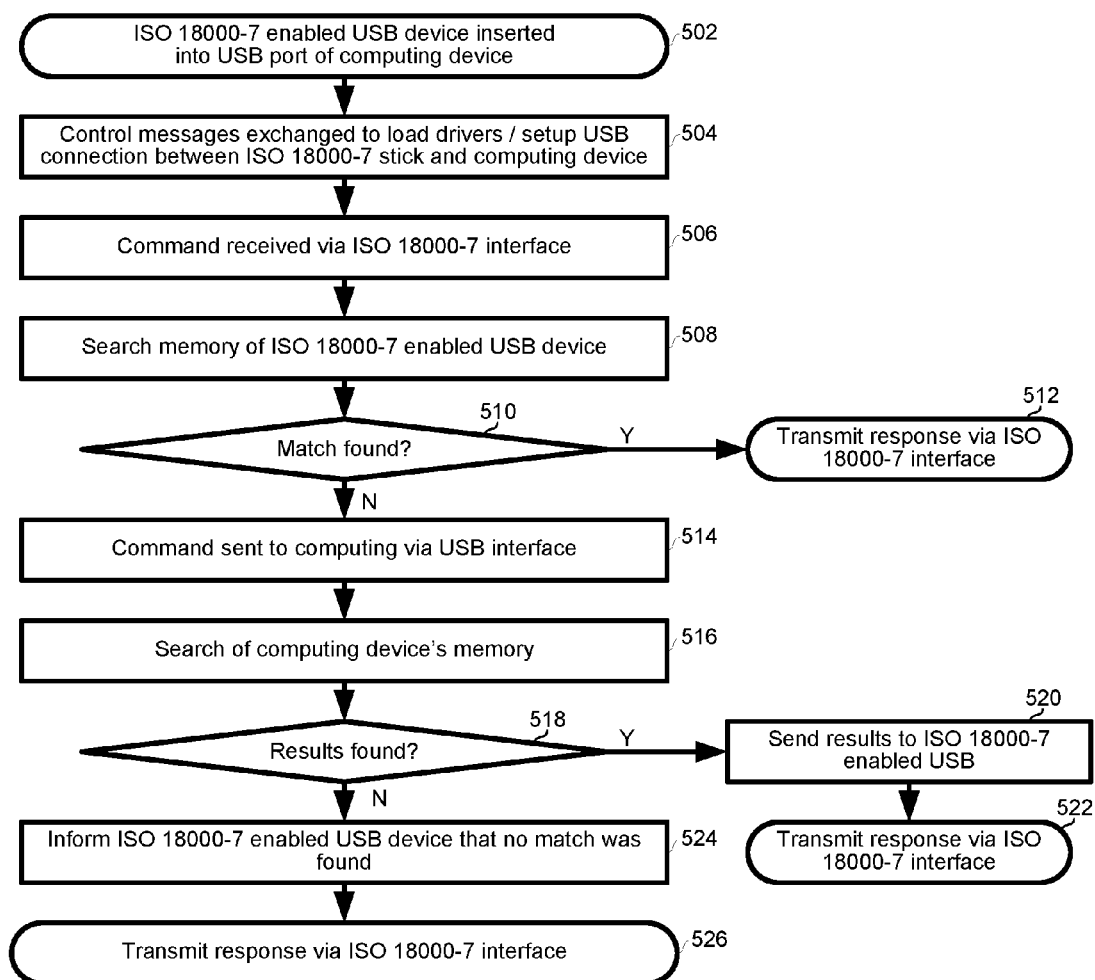 ISO 18000-7 enabled USB device inserted
into USB port of computing device
502
Control messages exchanged to load drivers / setup USB
connection between ISO 18000-7 stick and computing device
504
Command received via ISO 18000-7 interface
506
Search memory of ISO 18000-7 enabled USB device
508
510
Match found?
Y
512
Transmit response via ISO
18000-7 interface
N
Command sent to computing via USB interface
514
Search of computing device's memory
516
518
Results found?
Y
520
Send results to ISO 18000-7
enabled USB
N
522
Transmit response via ISO
18000-7 interface
Inform ISO 18000-7 enabled USB device that no match was
found
524
Transmit response via ISO 18000-7 interface
526